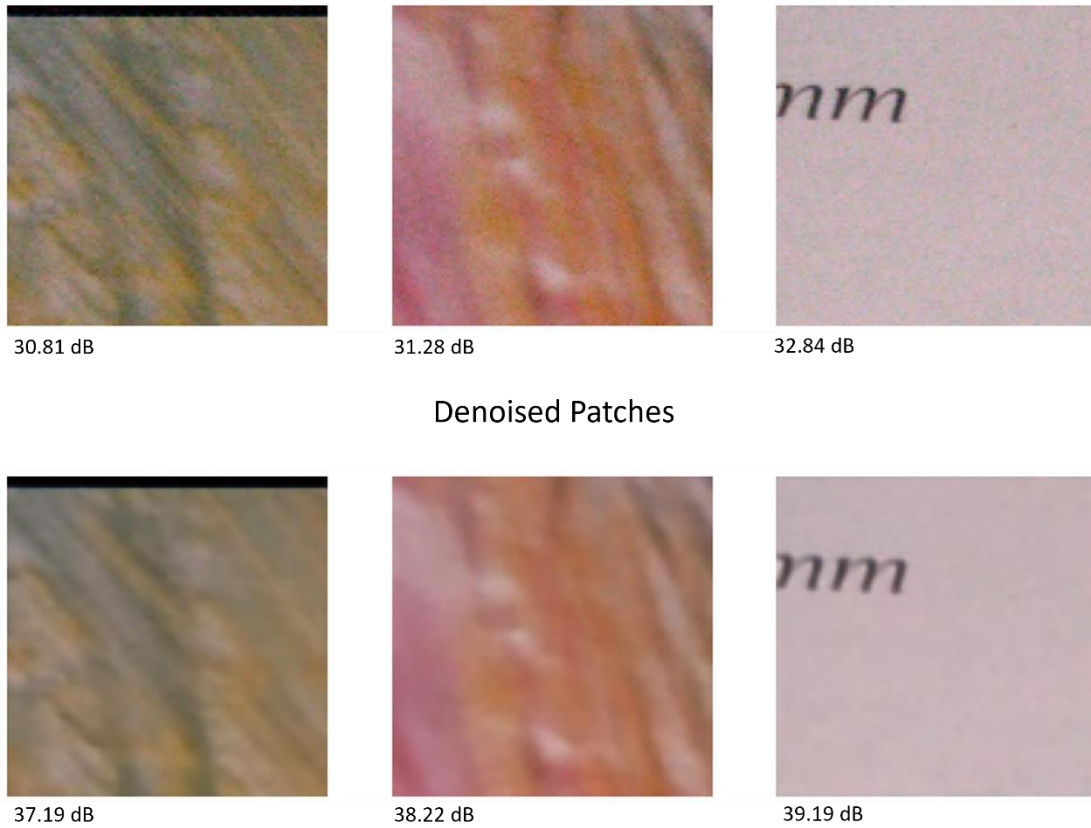 nm
30.81 dB
31.28 dB
32.84 dB
Denoised Patches
nm
37.19 dB
38.22 dB
39.19 dB